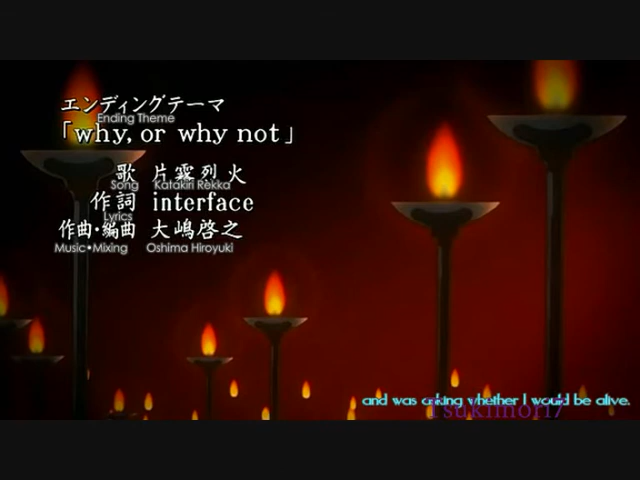 エンディングテーマ
Ending Theme
「why, or why not」
歌 片霧烈火
Song Katakiri Rekka
作詞 interface
Lyrics
作曲・編曲 大嶋啓之
Music•Mixing Oshima Hiroyuki
and was asking whether I would be alive.
Tsukimori7